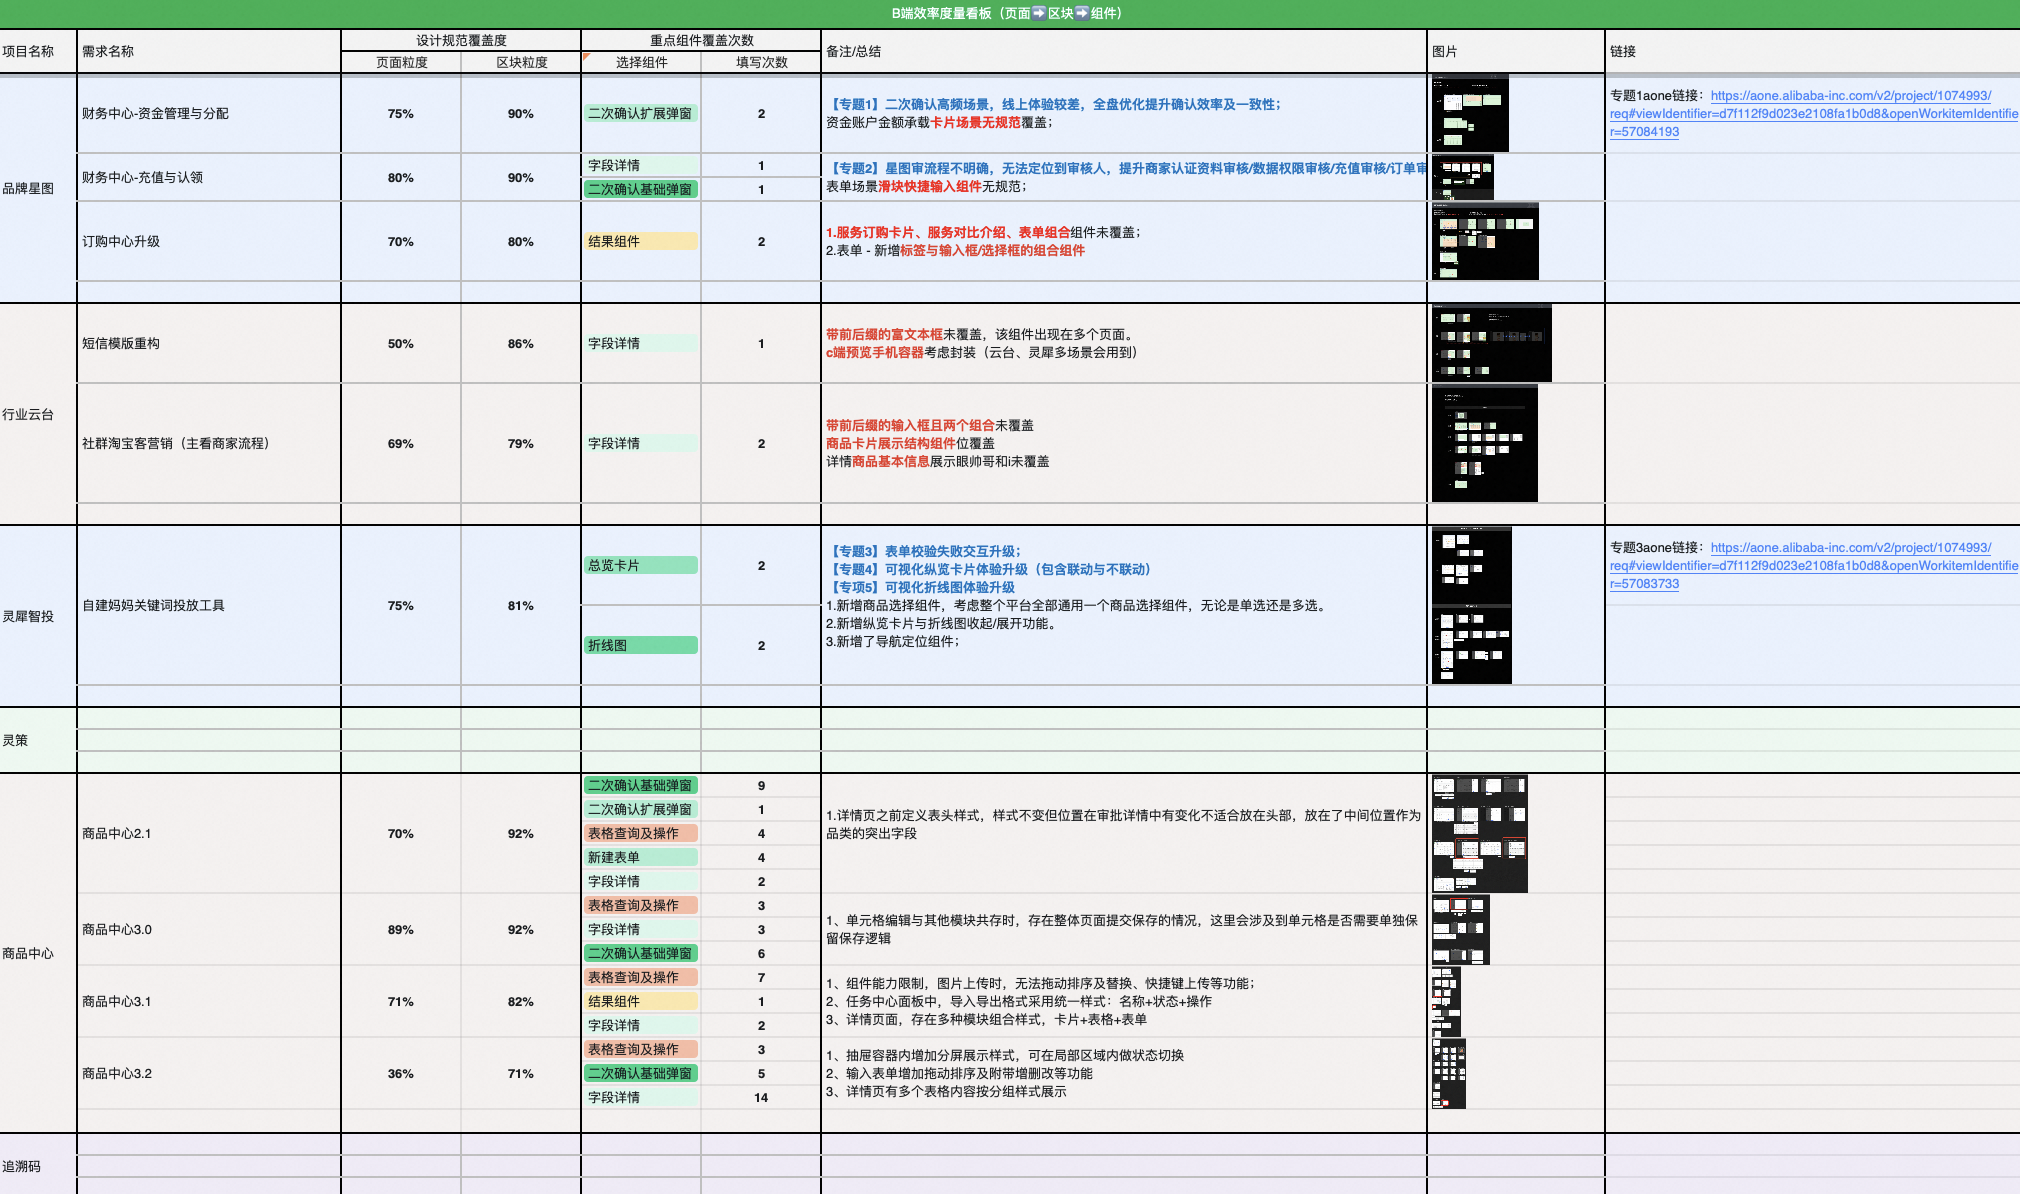 B端效率度量看板（页面➡️区块➡️组件）
项目名称
需求名称
设计规范覆盖度
重点组件覆盖次数
备注/总结
图片
链接
页面粒度
区块粒度
选择组件
填写次数
品牌星图
财务中心-资金管理与分配
75%
90%
二次确认扩展弹窗
2
【专题1】二次确认高频场景，线上体验较差，全盘优化提升确认效率及一致性；
资金账户金额承载卡片场景无规范覆盖；
专题1aone链接：https://aone.alibaba-inc.com/v2/project/1074993/
req#viewIdentifier=d7f112f9d023e2108fa1b0d8&openWorkitemIdentifie
r=57084193
财务中心-充值与认领
80%
90%
字段详情
1
二次确认基础弹窗
1
【专题2】星图审流程不明确，无法定位到审核人，提升商家认证资料审核/数据权限审核/充值审核/订单审
表单场景滑块快捷输入组件无规范；
订购中心升级
70%
80%
结果组件
2
1.服务订购卡片、服务对比介绍、表单组合组件未覆盖；
2.表单 - 新增标签与输入框/选择框的组合组件
行业云台
短信模版重构
50%
86%
字段详情
1
带前后缀的富文本框未覆盖，该组件出现在多个页面。
c端预览手机容器考虑封装（云台、灵犀多场景会用到）
社群淘宝客营销（主看商家流程）
69%
79%
字段详情
2
带前后缀的输入框且两个组合未覆盖
商品卡片展示结构组件位覆盖
详情商品基本信息展示眼帅哥和i未覆盖
灵犀智投
自建妈妈关键词投放工具
75%
81%
总览卡片
2
折线图
2
【专题3】表单校验失败交互升级；
【专题4】可视化纵览卡片体验升级（包含联动与不联动）
【专项5】可视化折线图体验升级
1.新增商品选择组件，考虑整个平台全部通用一个商品选择组件，无论是单选还是多选。
2.新增纵览卡片与折线图收起/展开功能。
3.新增了导航定位组件；
专题3aone链接：https://aone.alibaba-inc.com/v2/project/1074993/
req#viewIdentifier=d7f112f9d023e2108fa1b0d8&openWorkitemIdentifie
r=57083733
灵策
商品中心
商品中心2.1
70%
92%
二次确认基础弹窗
9
二次确认扩展弹窗
1
表格查询及操作
4
新建表单
4
字段详情
2
1.详情页之前定义表头样式，样式不变但位置在审批详情中有变化不适合放在头部，放在了中间位置作为
品类的突出字段
商品中心3.0
89%
92%
表格查询及操作
3
字段详情
3
二次确认基础弹窗
6
1、单元格编辑与其他模块共存时，存在整体页面提交保存的情况，这里会涉及到单元格是否需要单独保
留保存逻辑
商品中心3.1
71%
82%
表格查询及操作
7
结果组件
1
字段详情
2
1、组件能力限制，图片上传时，无法拖动排序及替换、快捷键上传等功能；
2、任务中心面板中，导入导出格式采用统一样式：名称+状态+操作
3、详情页面，存在多种模块组合样式，卡片+表格+表单
商品中心3.2
36%
71%
表格查询及操作
3
二次确认基础弹窗
5
字段详情
14
1、抽屉容器内增加分屏展示样式，可在局部区域内做状态切换
2、输入表单增加拖动排序及附带增删改等功能
3、详情页有多个表格内容按分组样式展示
追溯码